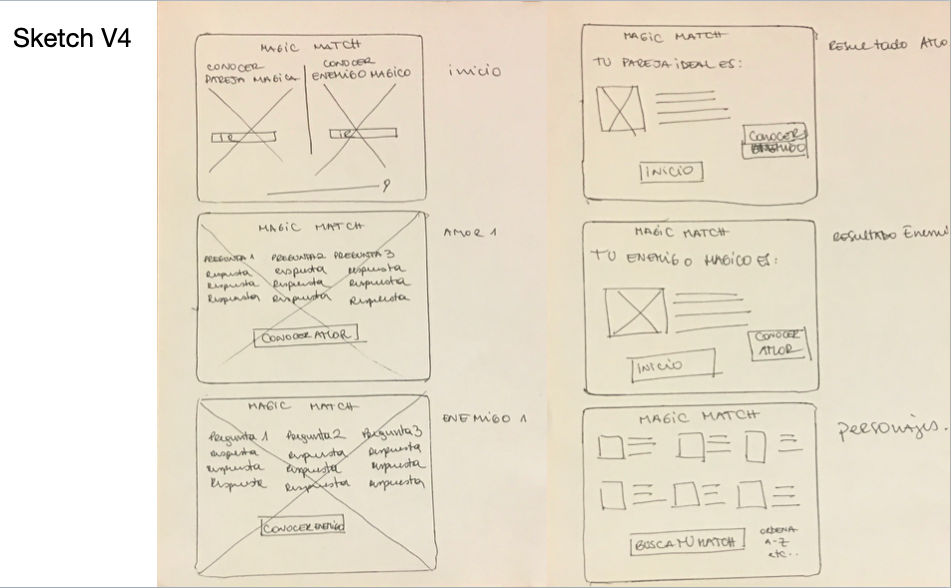 Sketch V4
MAGIC MATCH
CONOCER
PAREJA MAGICA
CONOCER
ENEMIGO MAGICO
IR
IR
inicio
MAGIC MATCH
PREGUNTA 1 PREGUNTA 2 PREGUNTA 3
Respuesta Respuesta Respuesta
Respuesta Respuesta Respuesta
Respuesta Respuesta Respuesta
CONOCER AMOR
AMOR 1
MAGIC MATCH
Pregunta 1 Pregunta 2 Pregunta 3
Respuesta Respuesta Respuesta
Respuesta Respuesta Respuesta
Respuesta Respuesta Respuesta
CONOCER ENEMIGO
ENEMIGO 1
MAGIC MATCH
TU PAREJA IDEAL ES:
CONOCER
INICIO
Resultado Amo
MAGIC MATCH
TU ENEMIGO MAGICO ES:
CONOCER
AMOR
INICIO
Resultado Enemi
MAGIC MATCH
BUSCA TU MATCH
ORDENA
A-Z
etc..
personajes.